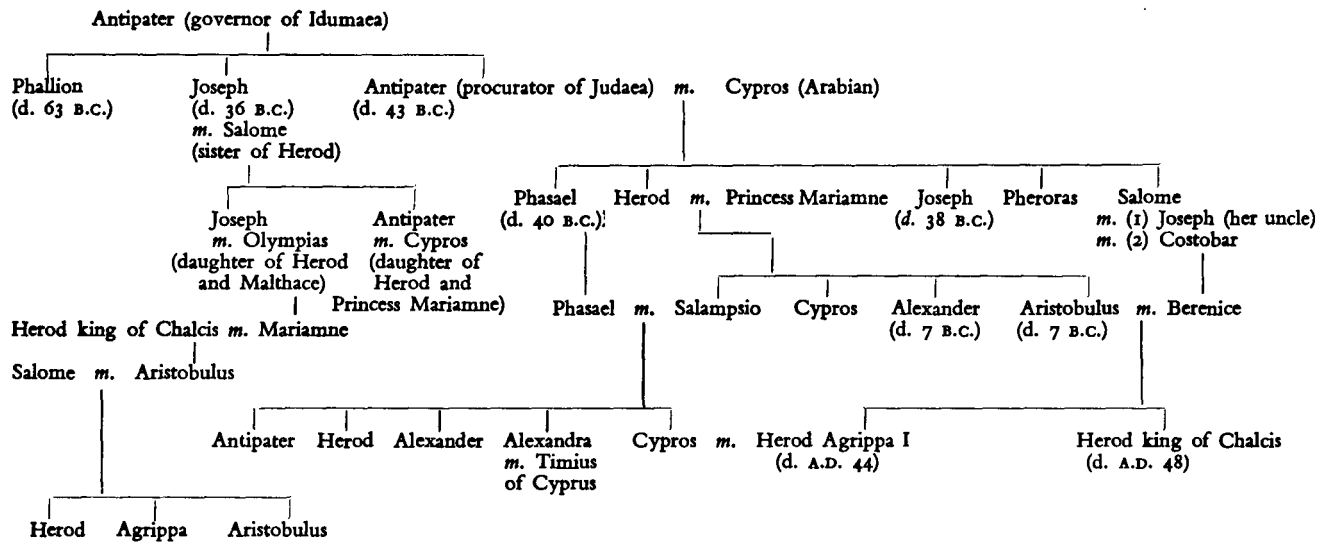 Antipater (governor of Idumaea)
Phallion
(d. 63 B.C.)
Joseph
(d. 36 B.C.)
m. Salome
(sister of Herod)
Antipater (procurator of Judaea) m. Cypros (Arabian)
(d. 43 B.C.)
Joseph
m. Olympias
(daughter of Herod
and Malthace)
Antipater
m. Cypros
(daughter of
Herod and
Princess Mariamne)
Phasael
(d. 40 B.C.)
Herod m. Princess Mariamne
Joseph
(d. 38 B.C.)
Pheroras
Salome
m. (1) Joseph (her uncle)
m. (2) Costobar
Phasael m. Salampsio
Cypros
Alexander
(d. 7 B.C.)
Aristobulus m. Berenice
(d. 7 B.C.)
Herod king of Chalcis m. Mariamne
Salome m. Aristobulus
Antipater
Herod
Alexander
Alexandra
m. Timius
of Cyprus
Cypros m. Herod Agrippa I
(d. A.D. 44)
Herod king of Chalcis
(d. A.D. 48)
Herod
Agrippa
Aristobulus